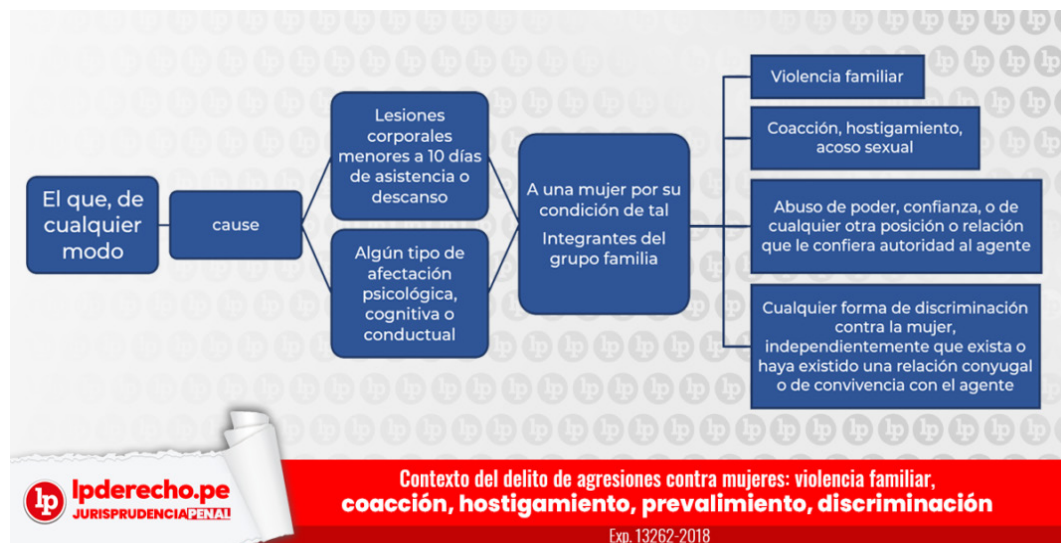 El que, de
cualquier
modo
cause
Lesiones
corporales
menores a 10 días
de asistencia o
descanso
Algún tipo de
afectación
psicológica,
cognitiva o
conductual
A una mujer por su
condición de tal
Integrantes del
grupo familia
Violencia familiar
Coacción, hostigamiento,
acoso sexual
Abuso de poder, confianza, o de
cualquier otra posición o relación
que le confiera autoridad al agente
Cualquier forma de discriminación
contra la mujer,
independientemente que exista o
haya existido una relación conyugal
o de convivencia con el agente
lp lpderecho.pe
JURISPRUDENCIAPENAL
Contexto del delito de agresiones contra mujeres: violencia familiar,
coacción, hostigamiento, prevalimiento, discriminación
Exp. 13262-2018